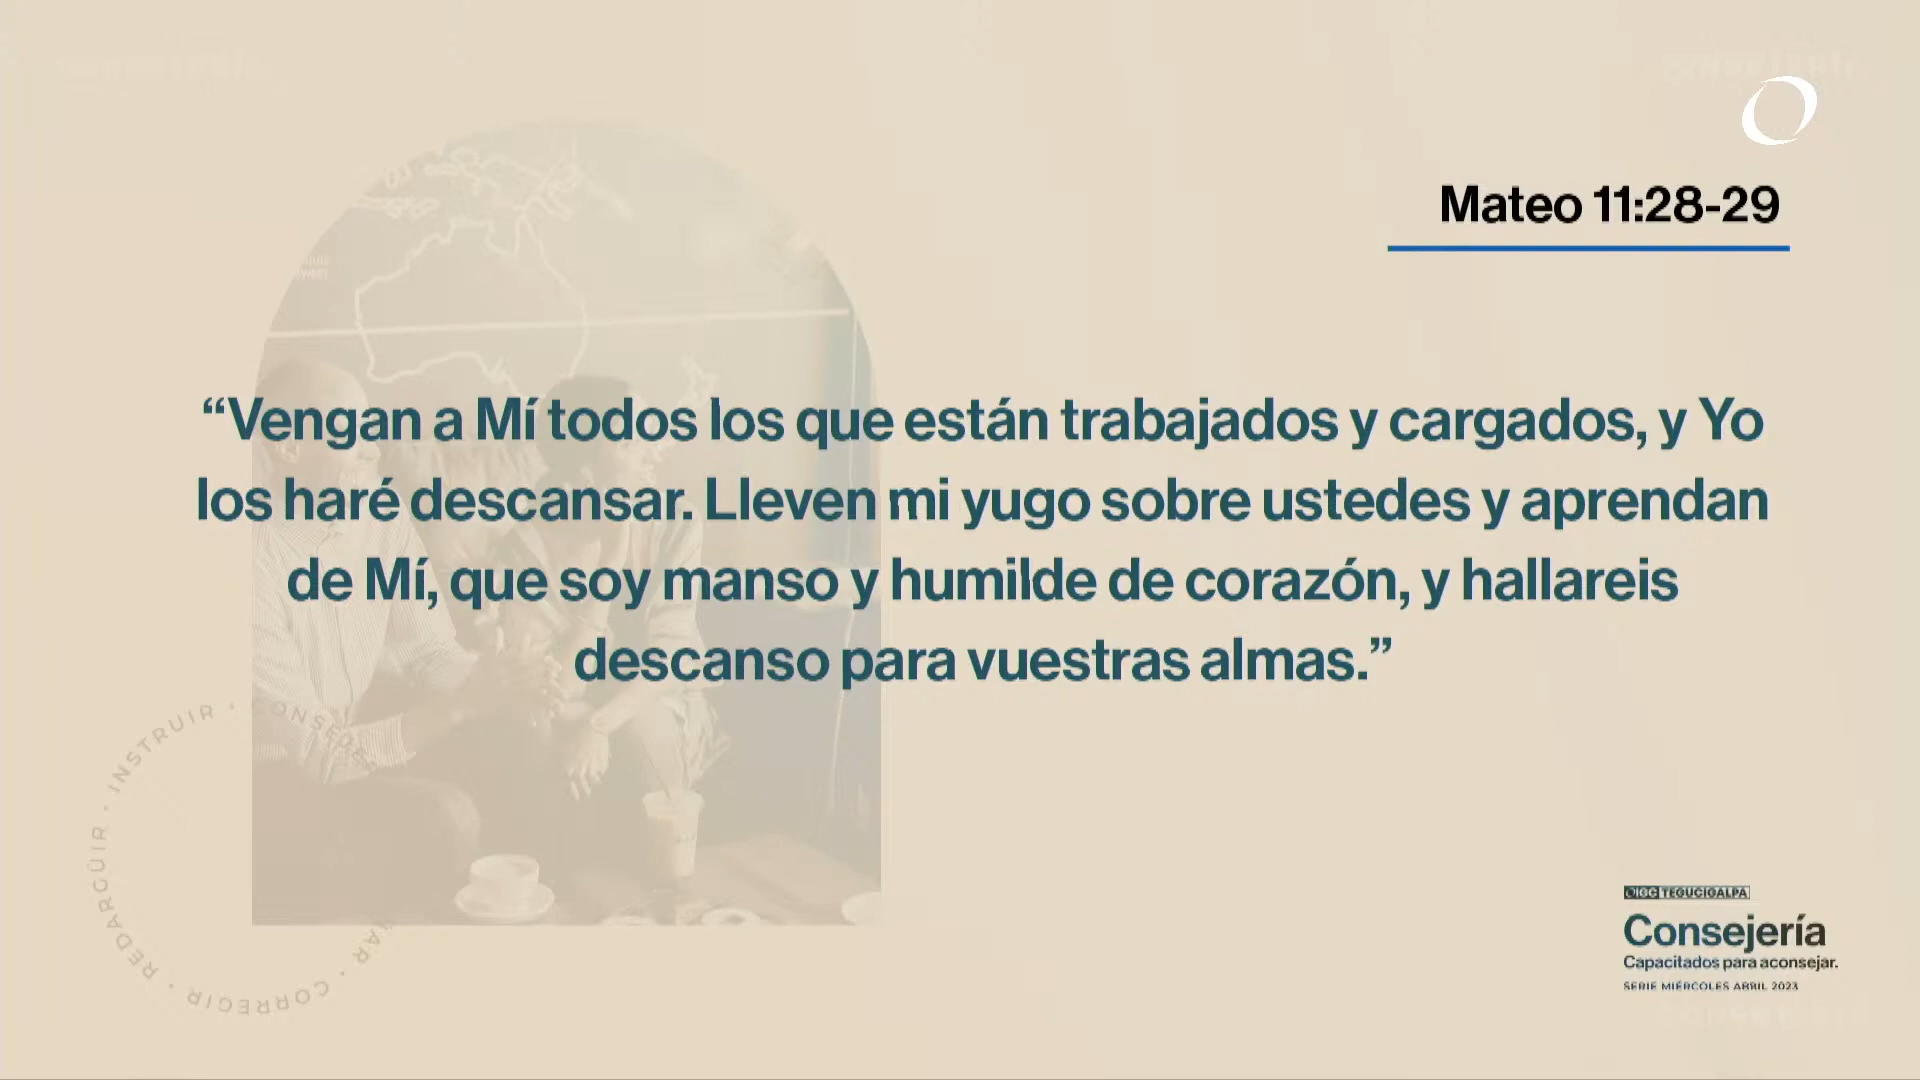 Mateo 11:28-29
“Vengan a Mí todos los que están trabajados y cargados, y Yo
los haré descansar. Lleven mi yugo sobre ustedes y aprendan
de Mí, que soy manso y humilde de corazón, y hallareis
descanso para vuestras almas.”
REDARGÜIR · INSTRUIR ·
CORREGIR ·
IGC TEGUCIGALPA
Consejería
Capacitados para aconsejar.
SERIE MIÉRCOLES ABRIL 2023